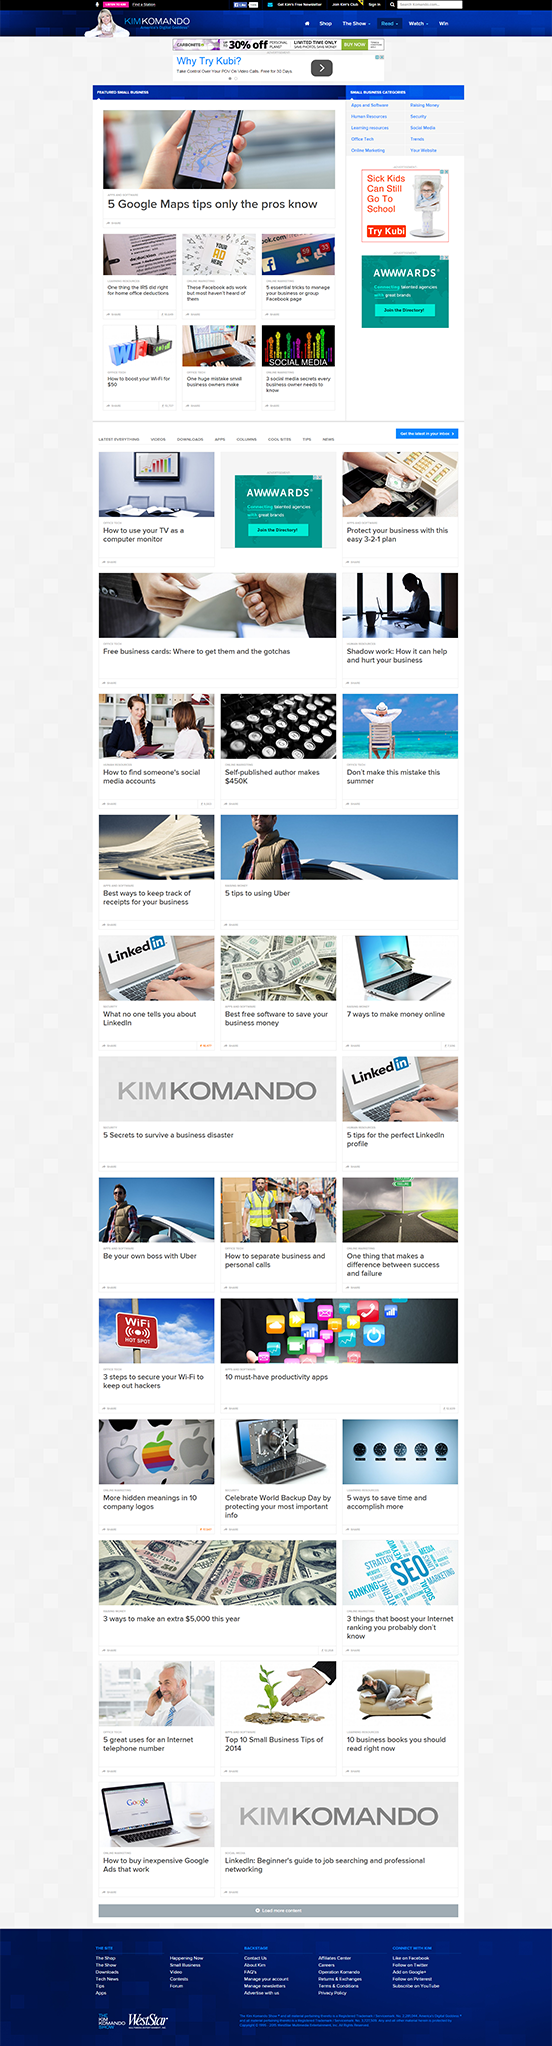 Find a Station
Get Kim's Free Newsletter
Join Kim's Club
Sign in
KIMKOMANDO
Shop
The Show
Read
Watch
Win
CARBONITE
30% off
PERSONAL PLANS*
LIMITED TIME ONLY
BUY NOW
Why Try Kubi?
Take Control Over Your POV On Video Calls. Free for 30 Days.
FEATURED SMALL BUSINESS
SMALL BUSINESS CATEGORIES
Apps and Software
Raising Money
Human Resources
Security
Learning resources
Social Media
Office Tech
Trends
Online Marketing
Your Website
5 Google Maps tips only the pros know
Sick Kids
Can Still
Go To
School
Try Kubi
YOUR
AD
HERE
One thing the IRS did right
for home office deductions
These Facebook ads work
but most haven't heard of them
5 essential tricks to manage
your business or group
Facebook page
AWWWARDS
Connecting talented agencies
with great brands
Join the Directory!
SOCIAL MEDIA
How to boost your Wi-Fi for
$50
One huge mistake small
business owners make
3 social media secrets every
business owner needs to
know
Get the latest in your inbox
LATEST EVERYTHING
VIDEOS
DOWNLOADS
APPS
COLUMNS
COOL SITES
TIPS
NEWS
AWWWARDS
Connecting talented agencies
with great brands
Join the Directory!
How to use your TV as a
computer monitor
Protect your business with this
easy 3-2-1 plan
Free business cards: Where to get them and the gotchas
Shadow work: How it can help
and hurt your business
How to find someone's social
media accounts
Self-published author makes
$450K
Don't make this mistake this
summer
Best ways to keep track of
receipts for your business
5 tips to using Uber
Linked in
What no one tells you about
LinkedIn
Best free software to save your
business money
7 ways to make money online
KIMKOMANDO
Linked in
5 Secrets to survive a business disaster
5 tips for the perfect LinkedIn
profile
Be your own boss with Uber
How to separate business and
personal calls
One thing that makes a
difference between success
and failure
WiFi
HOT SPOT
3 steps to secure your Wi-Fi to
keep out hackers
10 must-have productivity apps
More hidden meanings in 10
company logos
Celebrate World Backup Day by
protecting your most important
info
5 ways to save time and
accomplish more
SEO
3 ways to make an extra $5,000 this year
3 things that boost your Internet
ranking you probably don't
know
5 great uses for an Internet
telephone number
Top 10 Small Business Tips of
2014
10 business books you should
read right now
Google
KIMKOMANDO
How to buy inexpensive Google
Ads that work
LinkedIn: Beginner's guide to job searching and professional
networking
Load more content
THE SITE
BACKSTAGE
CONNECT WITH KIM
The Shop
Happening Now
Contact Us
Affiliates Center
Like on Facebook
The Show
Small Business
About Kim
Careers
Follow on Twitter
Downloads
Video
FAQ's
Operation Komando
Add on Google+
Tech News
Contests
Manage your account
Returns & Exchanges
Follow on Pinterest
Tips
Forum
Manage newsletters
Terms & Conditions
Subscribe on YouTube
Apps
Advertise with us
Privacy Policy
THE
KIM
KOMANDO
SHOW
WestStar